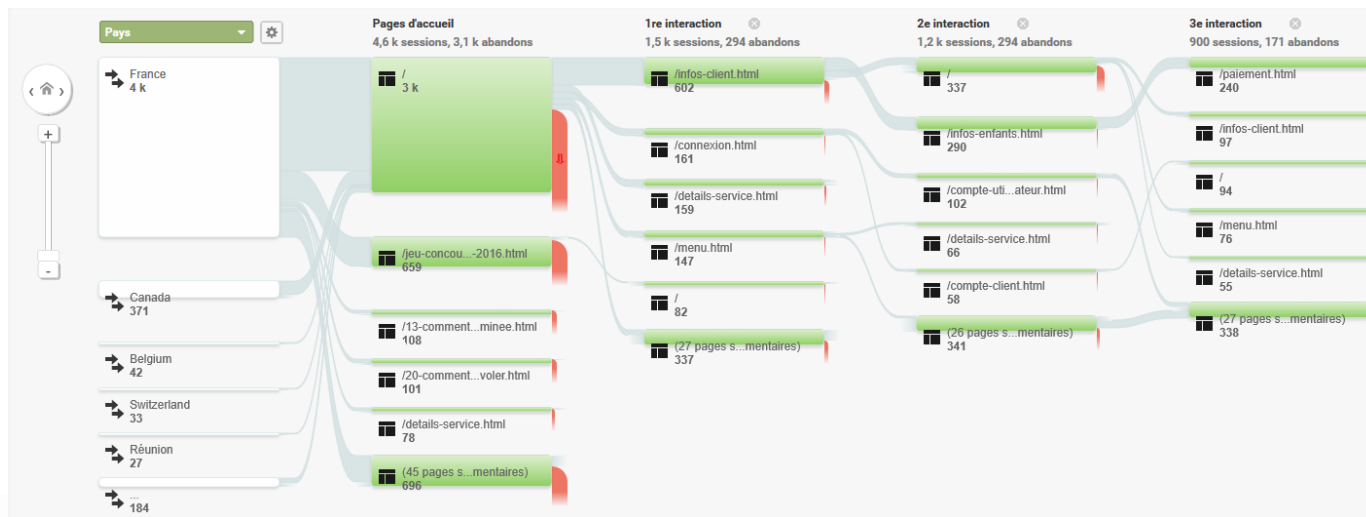 Pays
France
4 k
Canada
371
Belgium
42
Switzerland
33
Réunion
27
...
184
Pages d'accueil
4,6 k sessions, 3,1 k abandons
/
3 k
/jeu-concou...-2016.html
659
/13-comment...minee.html
108
/20-comment...voler.html
101
/details-service.html
78
(45 pages s...mentaires)
696
1re interaction
1,5 k sessions, 294 abandons
/infos-client.html
602
/connexion.html
161
/details-service.html
159
/menu.html
147
/
82
(27 pages s...mentaires)
337
2e interaction
1,2 k sessions, 294 abandons
/
337
/infos-enfants.html
290
/compte-uti...ateur.html
102
/details-service.html
66
/compte-client.html
58
(26 pages s...mentaires)
341
3e interaction
900 sessions, 171 abandons
/paiement.html
240
/infos-client.html
97
/
94
/menu.html
76
/details-service.html
55
(27 pages s...mentaires)
338